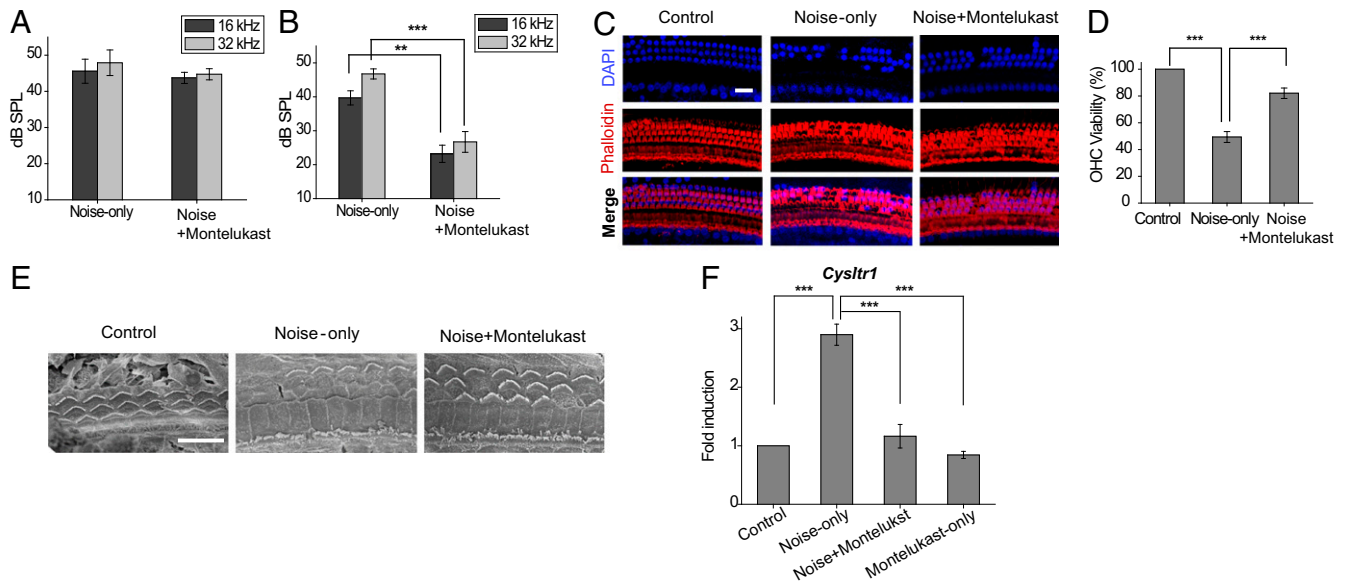 A
16 kHz
32 kHz
dB SPL
50
40
30
20
10
Noise-only
Noise
+Montelukast
B
16 kHz
32 kHz
**
***
dB SPL
50
40
30
20
10
Noise-only
Noise
+Montelukast
C
Control
Noise-only
Noise+Montelukast
DAPI
Phalloidin
Merge
D
***
***
OHC Viability (%)
100
80
60
40
20
0
Control
Noise-only
Noise
+Montelukast
E
Control
Noise-only
Noise+Montelukast
F
Cysltr1
***
***
***
Fold induction
3
2
1
0
Control
Noise-only
Noise+Montelukst
Montelukast-only